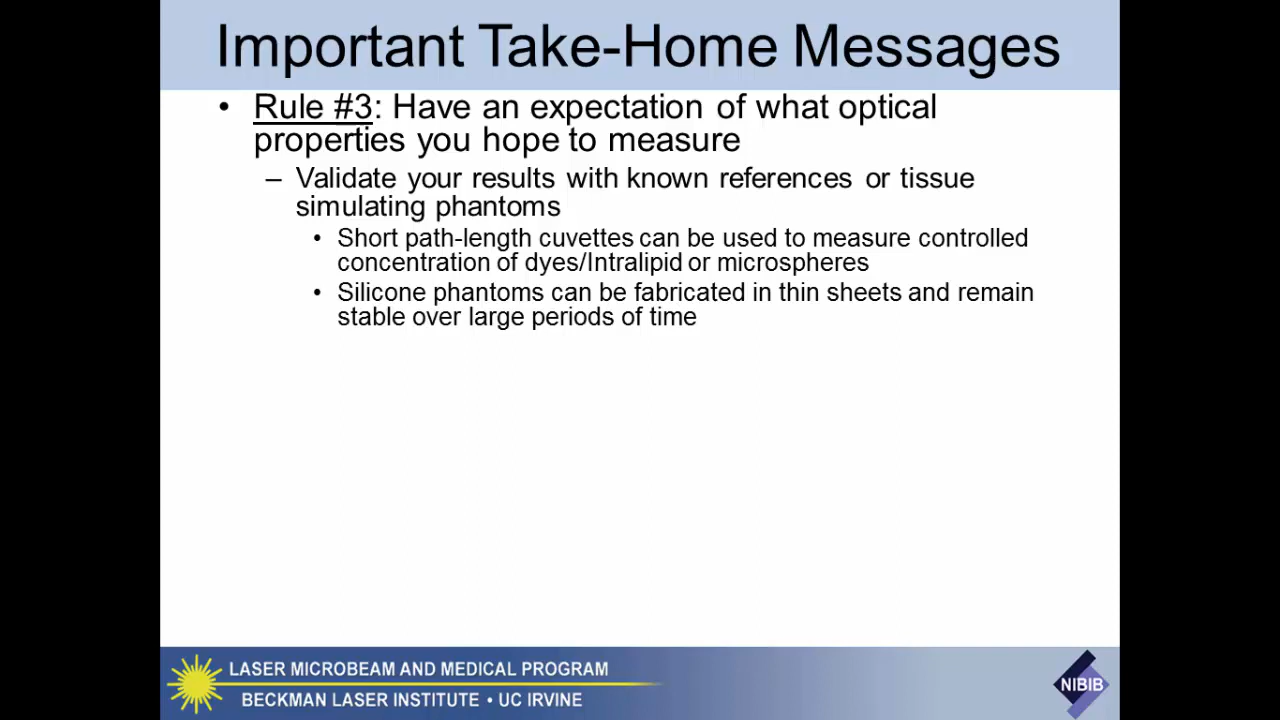 Important Take-Home Messages
• Rule #3: Have an expectation of what optical
properties you hope to measure
– Validate your results with known references or tissue
simulating phantoms
• Short path-length cuvettes can be used to measure controlled
concentration of dyes/Intralipid or microspheres
• Silicone phantoms can be fabricated in thin sheets and remain
stable over large periods of time
LASER MICROBEAM AND MEDICAL PROGRAM
BECKMAN LASER INSTITUTE • UC IRVINE
NIBIB